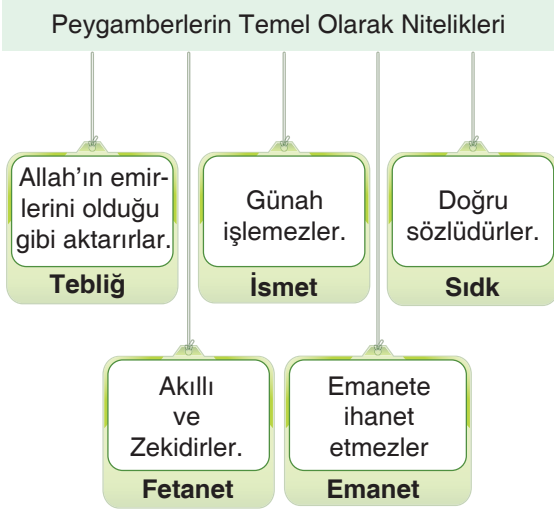 Peygamberlerin Temel Olarak Nitelikleri
Allah’ın emir-
lerini olduğu
gibi aktarırlar.
Tebliğ
Günah
işlemezler.
İsmet
Doğru
sözlüdürler.
Sıdk
Akıllı
ve
Zekidirler.
Fetanet
Emanete
ihanet
etmezler
Emanet